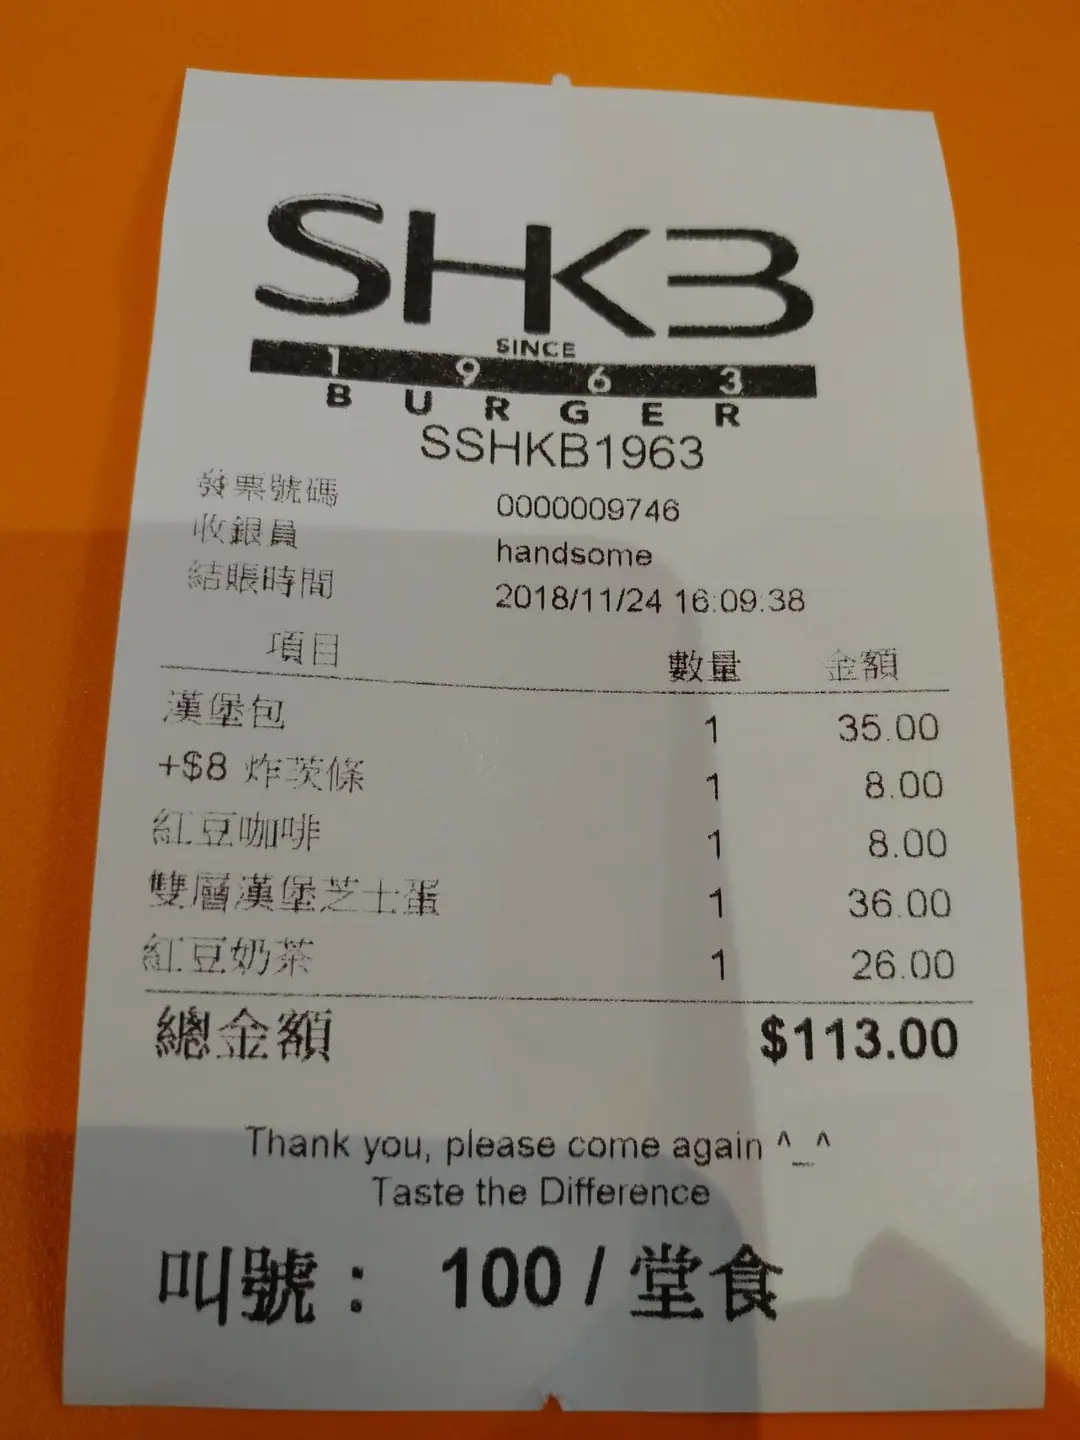 SHKB
SINCE
1963
BURGER
SSHKB1963
發票號碼 0000009746
收銀員 handsome
結賬時間 2018/11/24 16:09:38
項目 數量 金額
漢堡包 1 35.00
+$8 炸茨條 1 8.00
紅豆咖啡 1 8.00
雙層漢堡芝士蛋 1 36.00
紅豆奶茶 1 26.00
總金額 $113.00
Thank you, please come again ^_^
Taste the Difference
叫號： 100 / 堂食